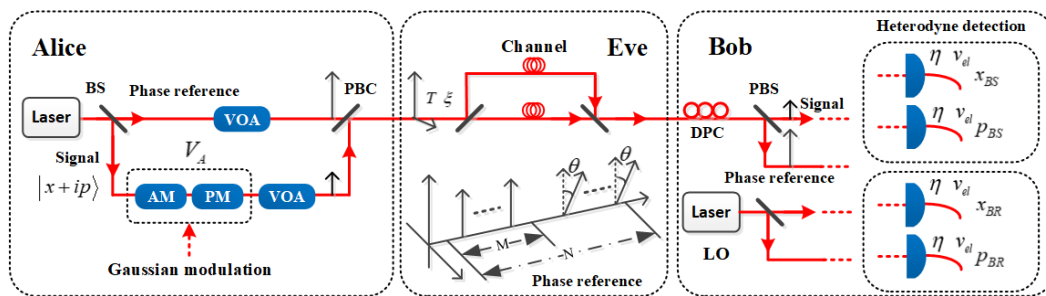 Alice
BS
Phase reference
PBC
Laser
VOA
Signal
V_A
|x + ip⟩
AM
PM
VOA
Gaussian modulation
Channel
Eve
T ξ
θ
θ
M
N
Phase reference
Bob
Heterodyne detection
PBS
Signal
DPC
Phase reference
Laser
LO
η v_el x_BS
η v_el p_BS
η v_el x_BR
η v_el p_BR